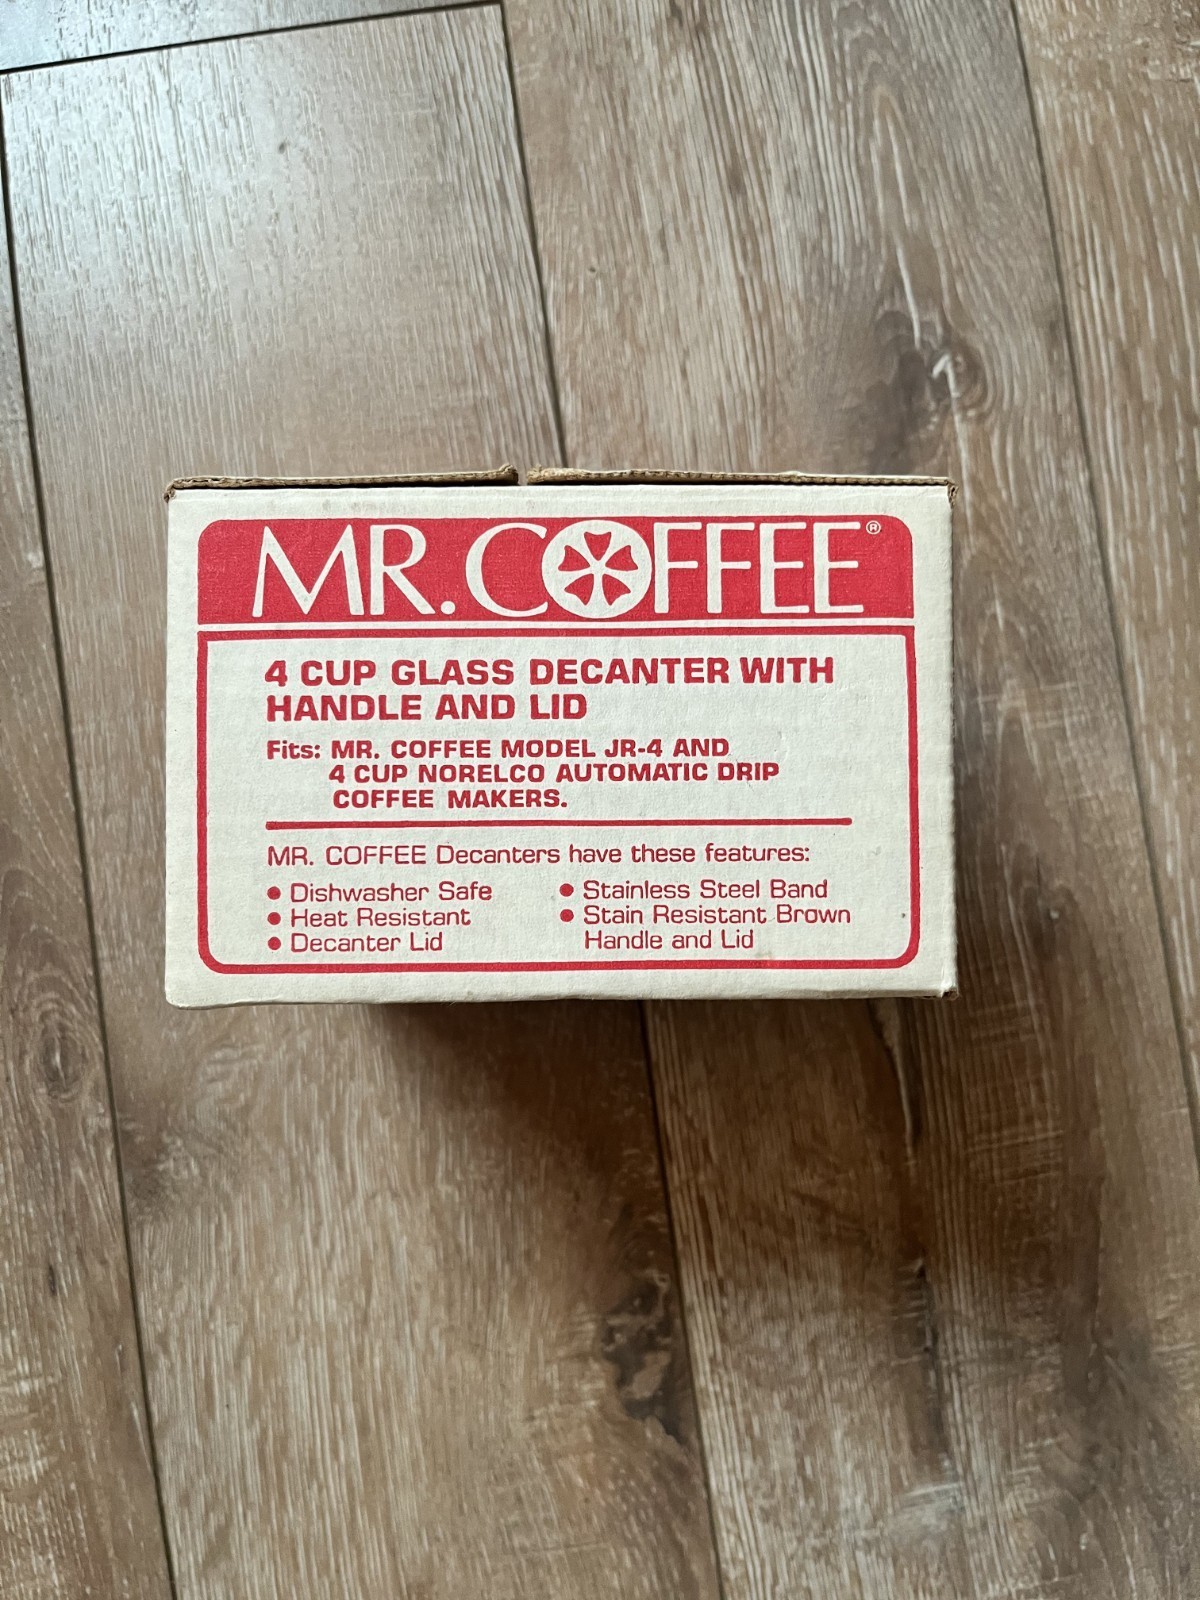 MR. COFFEE®
4 CUP GLASS DECANTER WITH
HANDLE AND LID
Fits: MR. COFFEE MODEL JR-4 AND
4 CUP NORELCO AUTOMATIC DRIP
COFFEE MAKERS.
MR. COFFEE Decanters have these features:
• Dishwasher Safe
• Heat Resistant
• Decanter Lid
• Stainless Steel Band
• Stain Resistant Brown
Handle and Lid